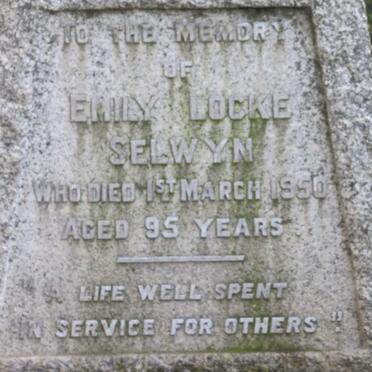 TO THE MEMORY
OF
EMILY LOCKE
SELWYN
WHO DIED 1ST MARCH 1950
AGED 95 YEARS
"A LIFE WELL SPENT
IN SERVICE FOR OTHERS".